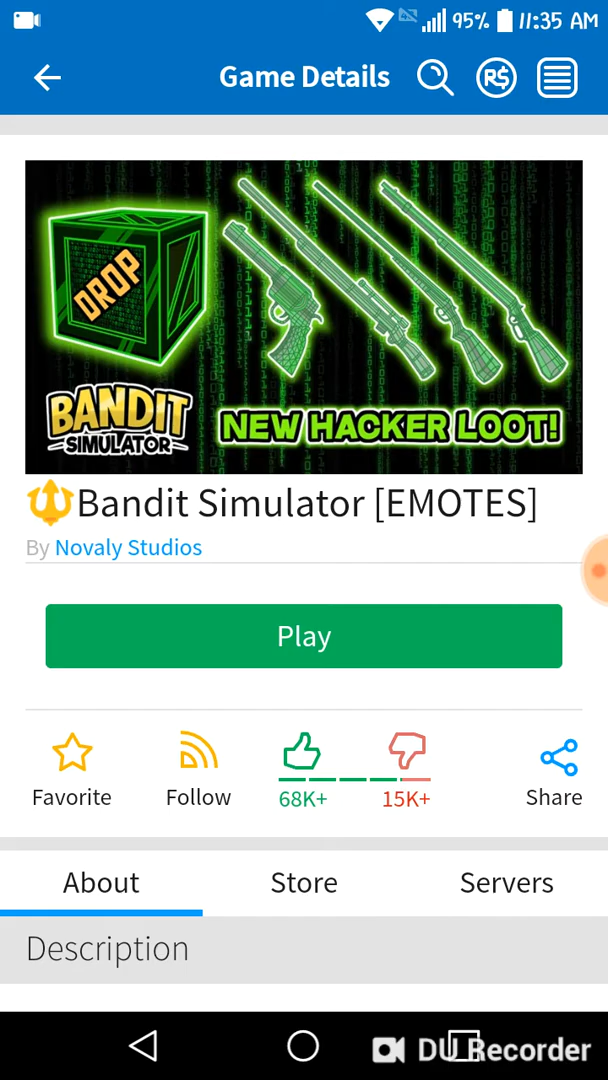 95% 11:35 AM
Game Details R$
DROP
BANDIT
SIMULATOR
NEW HACKER LOOT!
Bandit Simulator [EMOTES]
By Novaly Studios
Play
Favorite Follow 68K+ 15K+ Share
About Store Servers
Description
DU Recorder